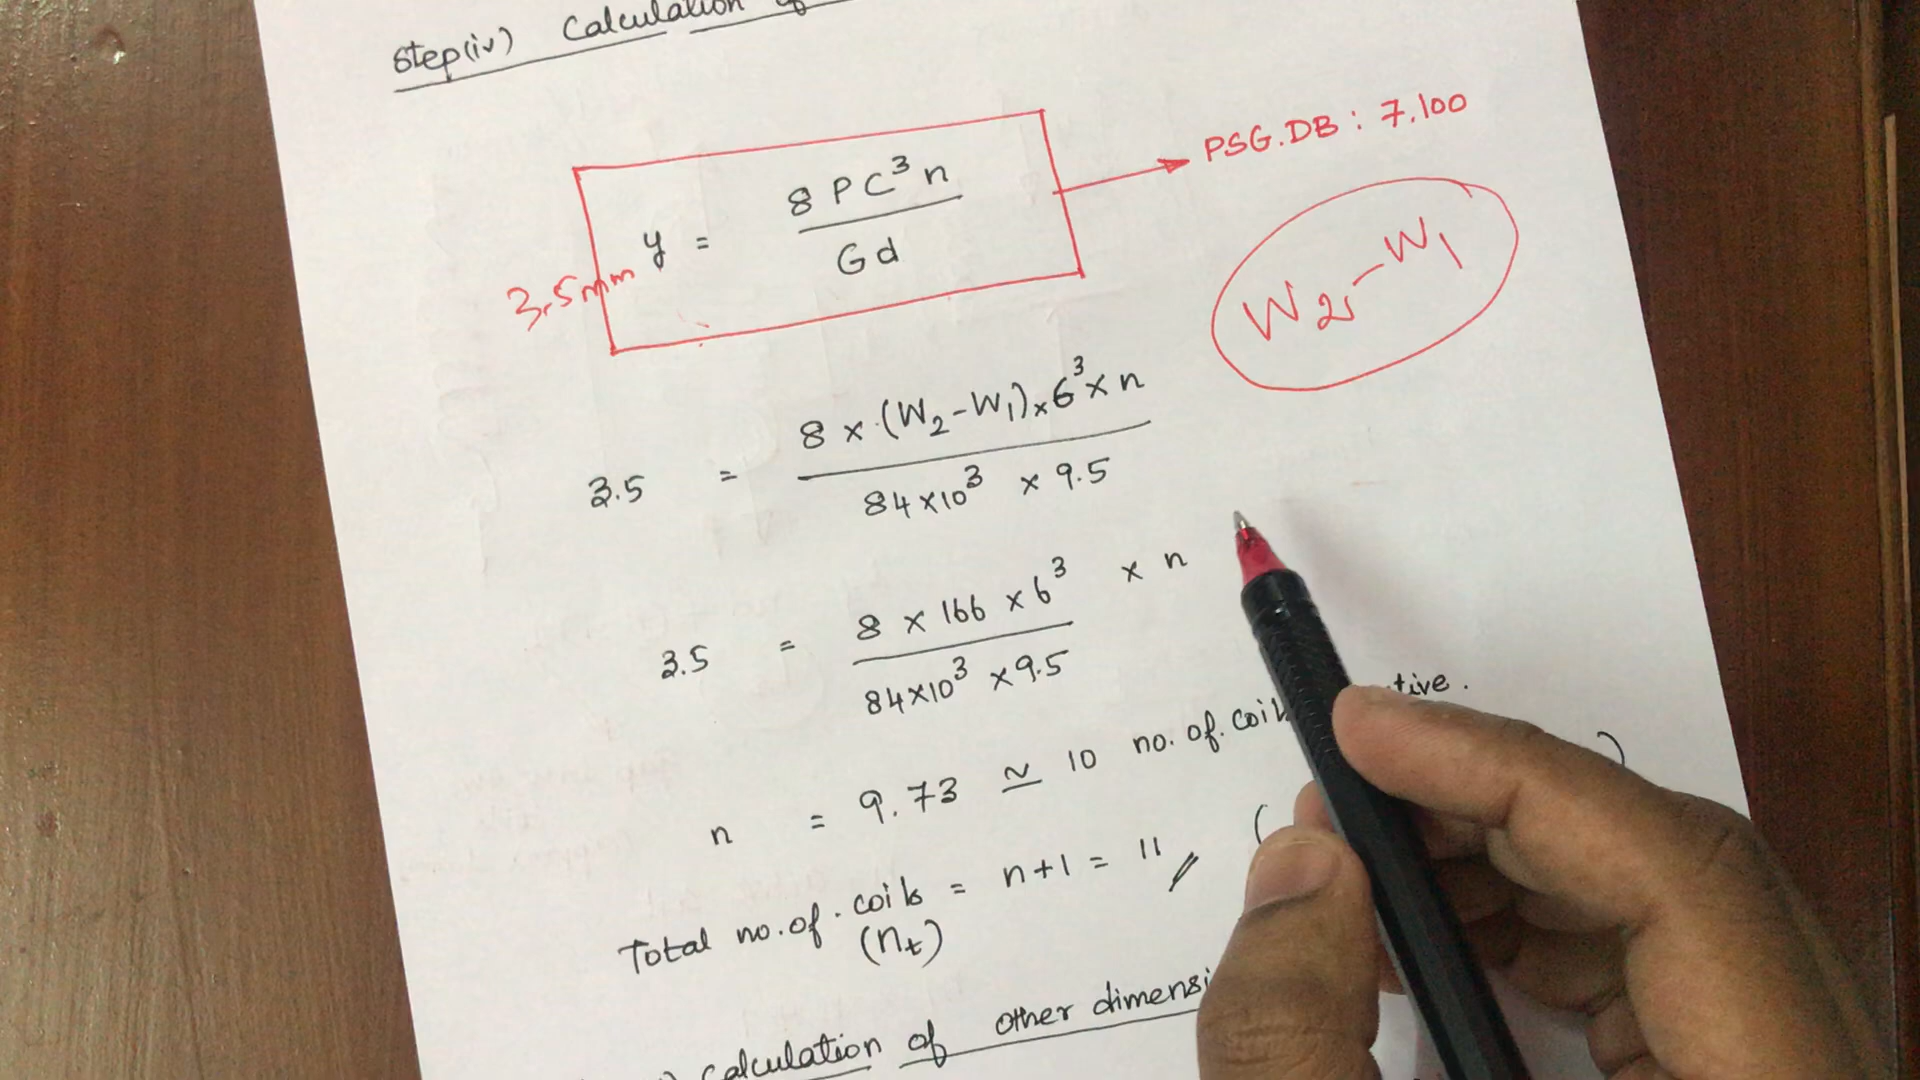 Step(iv) Calculation of
y = 8 P C³ n / G d
PSG.DB : 7.100
3.5mm
W₂ - W₁
3.5 = 8 × (W₂-W₁) × 6³ × n / 84×10³ × 9.5
3.5 = 8 × 166 × 6³ / 84×10³ × 9.5 × n
n = 9.73 ≃ 10 no. of. coils tive.
Total no. of. coils (nₜ) = n+1 = 11 ( )
) Calculation of Other dimensi